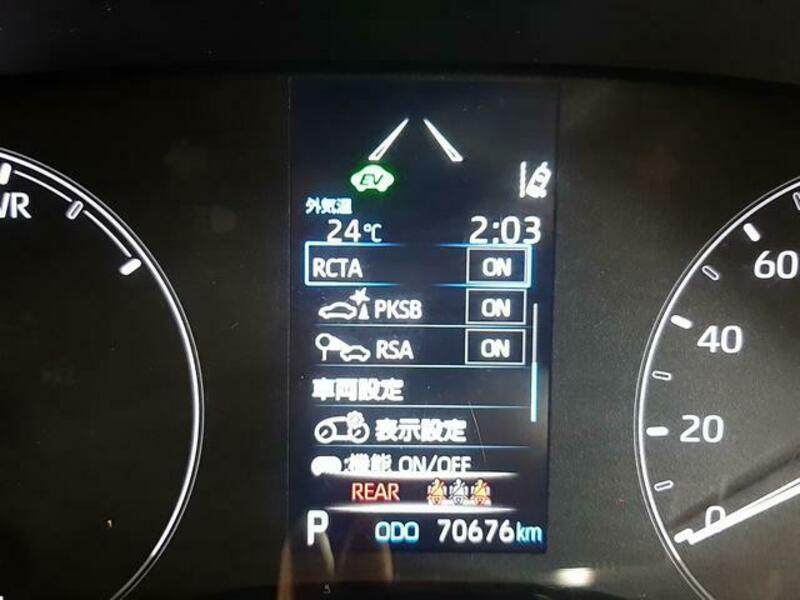 WR
EV
外気温
24℃ 2:03
RCTA ON
PKSB ON
RSA ON
車両設定
表示設定
機能 ON/OFF
REAR
P ODO 70676km
60
40
20
0